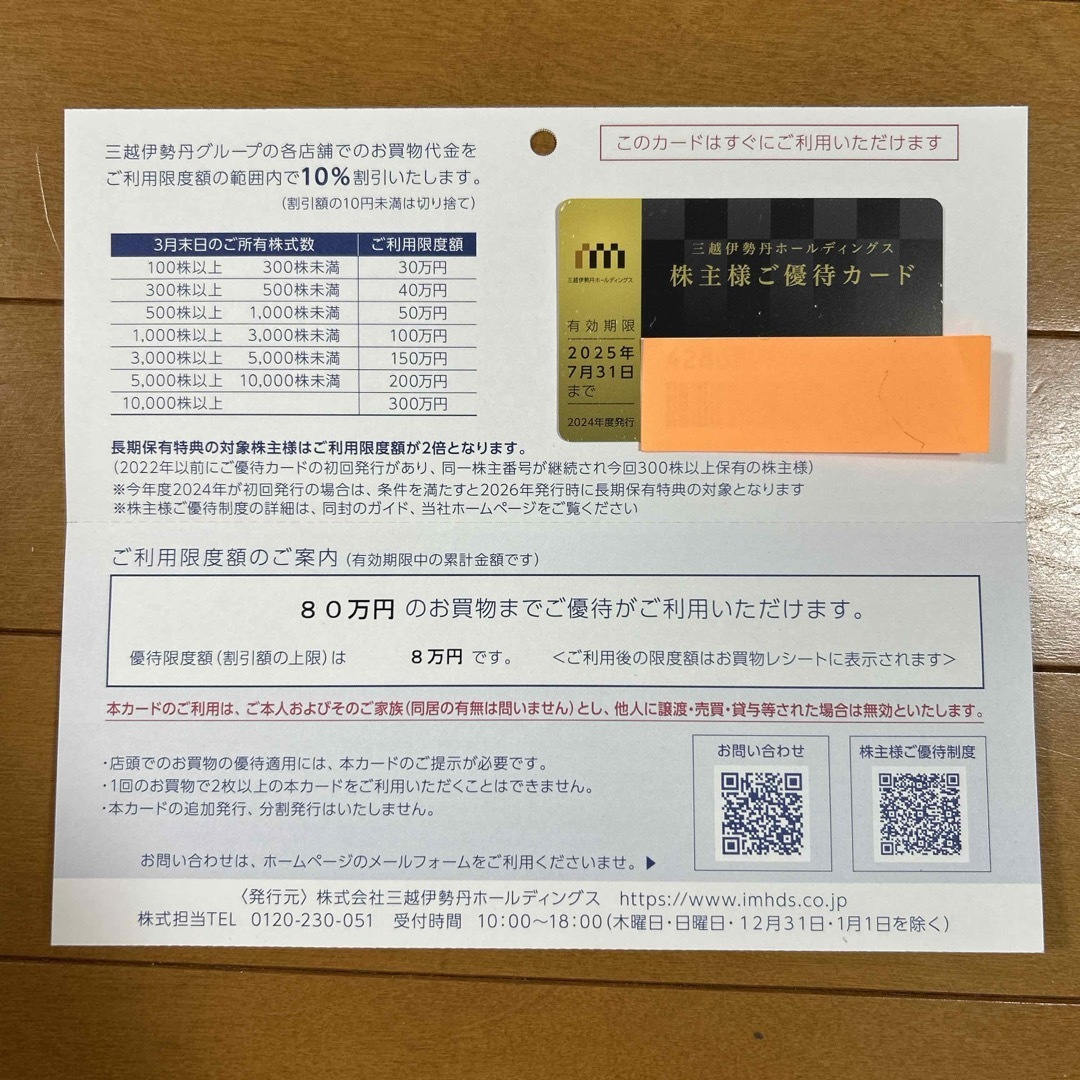 三越伊勢丹グループの各店舗でのお買物代金を
ご利用限度額の範囲内で10%割引いたします。
(割引額の10円未満は切り捨て)
3月末日のご所有株式数 ご利用限度額
100株以上 300株未満 30万円
300株以上 500株未満 40万円
500株以上 1,000株未満 50万円
1,000株以上 3,000株未満 100万円
3,000株以上 5,000株未満 150万円
5,000株以上 10,000株未満 200万円
10,000株以上 300万円
このカードはすぐにご利用いただけます
三越伊勢丹ホールディングス
三越伊勢丹ホールディングス
株主様ご優待カード
有効期限
2025年
7月31日
まで
2024年度発行
長期保有特典の対象株主様はご利用限度額が2倍となります。
(2022年以前にご優待カードの初回発行があり、同一株主番号が継続され今回300株以上保有の株主様)
※今年度2024年が初回発行の場合は、条件を満たすと2026年発行時に長期保有特典の対象となります
※株主様ご優待制度の詳細は、同封のガイド、当社ホームページをご覧ください
ご利用限度額のご案内(有効期限中の累計金額です)
80万円 のお買物までご優待がご利用いただけます。
優待限度額(割引額の上限)は 8万円 です。 <ご利用後の限度額はお買物レシートに表示されます>
本カードのご利用は、ご本人およびそのご家族(同居の有無は問いません)とし、他人に譲渡・売買・貸与等された場合は無効といたします。
・店頭でのお買物の優待適用には、本カードのご提示が必要です。
・1回のお買物で2枚以上の本カードをご利用いただくことはできません。
・本カードの追加発行、分割発行はいたしません。
お問い合わせは、ホームページのメールフォームをご利用くださいませ。▶
お問い合わせ
株主様ご優待制度
〈発行元〉株式会社三越伊勢丹ホールディングス https://www.imhds.co.jp
株式担当TEL 0120-230-051 受付時間 10:00〜18:00(木曜日・日曜日・12月31日・1月1日を除く)